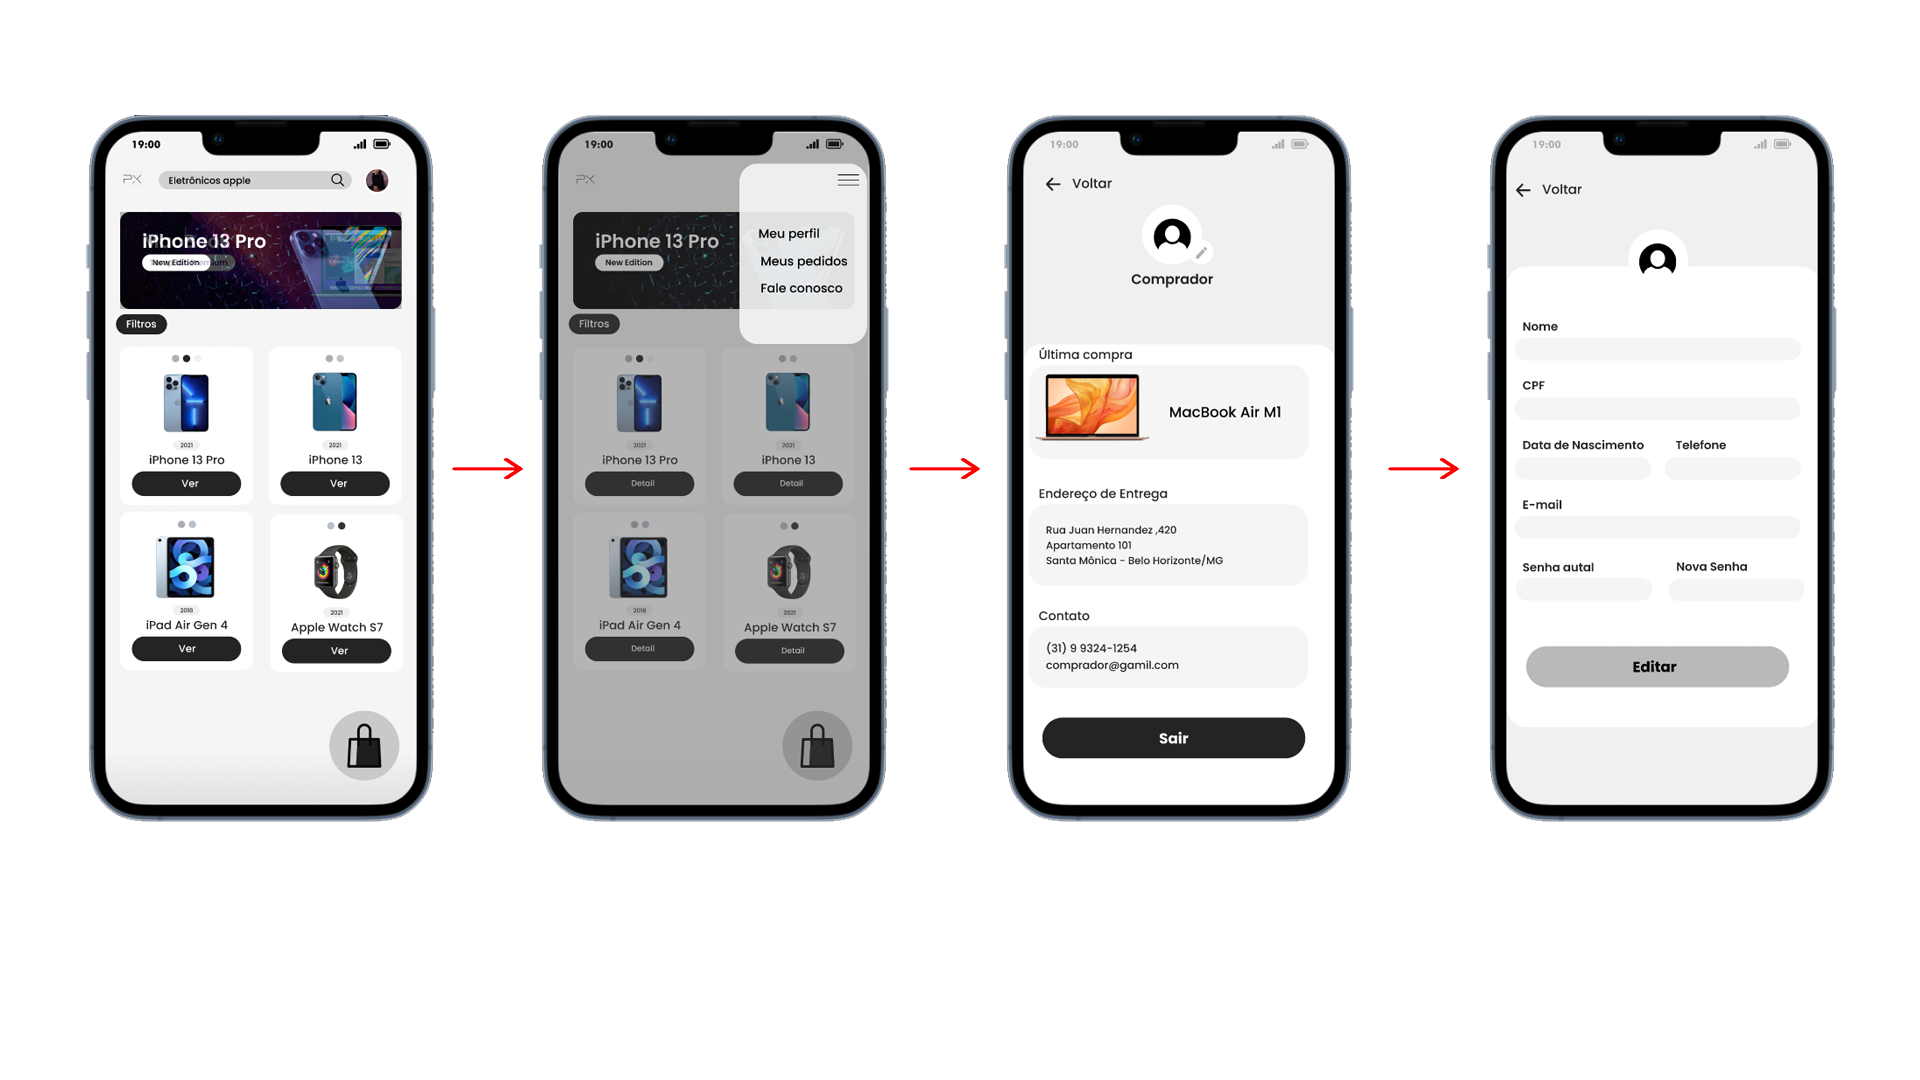 19:00
PX
Eletrônicos apple
iPhone 13 Pro
New Edition
Filtros
2021
iPhone 13 Pro
Ver
2021
iPhone 13
Ver
2018
iPad Air Gen 4
Ver
2021
Apple Watch S7
Ver
19:00
PX
Meu perfil
Meus pedidos
Fale conosco
iPhone 13 Pro
New Edition
Filtros
2021
iPhone 13 Pro
Detail
2021
iPhone 13
Detail
2018
iPad Air Gen 4
Detail
2021
Apple Watch S7
Detail
19:00
Voltar
Comprador
Última compra
MacBook Air M1
Endereço de Entrega
Rua Juan Hernandez ,420
Apartamento 101
Santa Mônica - Belo Horizonte/MG
Contato
(31) 9 9324-1254
comprador@gamil.com
Sair
19:00
Voltar
Nome
CPF
Data de Nascimento Telefone
E-mail
Senha autal Nova Senha
Editar